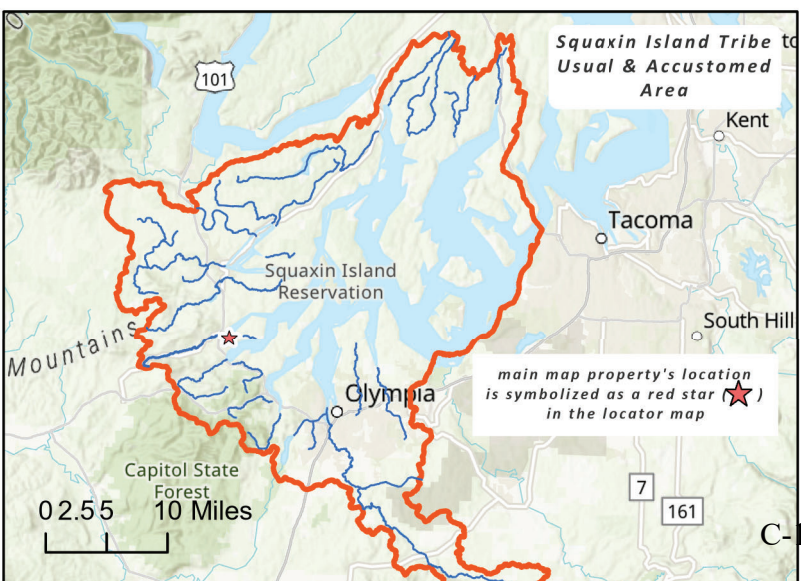 Squaxin Island Tribe
Usual & Accustomed
Area
101
Kent
Tacoma
Squaxin Island
Reservation
South Hill
Mountains
main map property's location
is symbolized as a red star ( )
in the locator map
Olympia
Capitol State
Forest
7
161
0 2.5 5 10 Miles